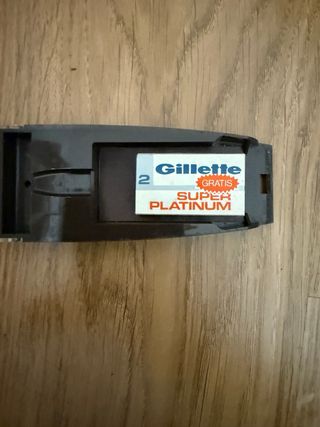 2 Gillette
GRATIS
SUPER
PLATINUM